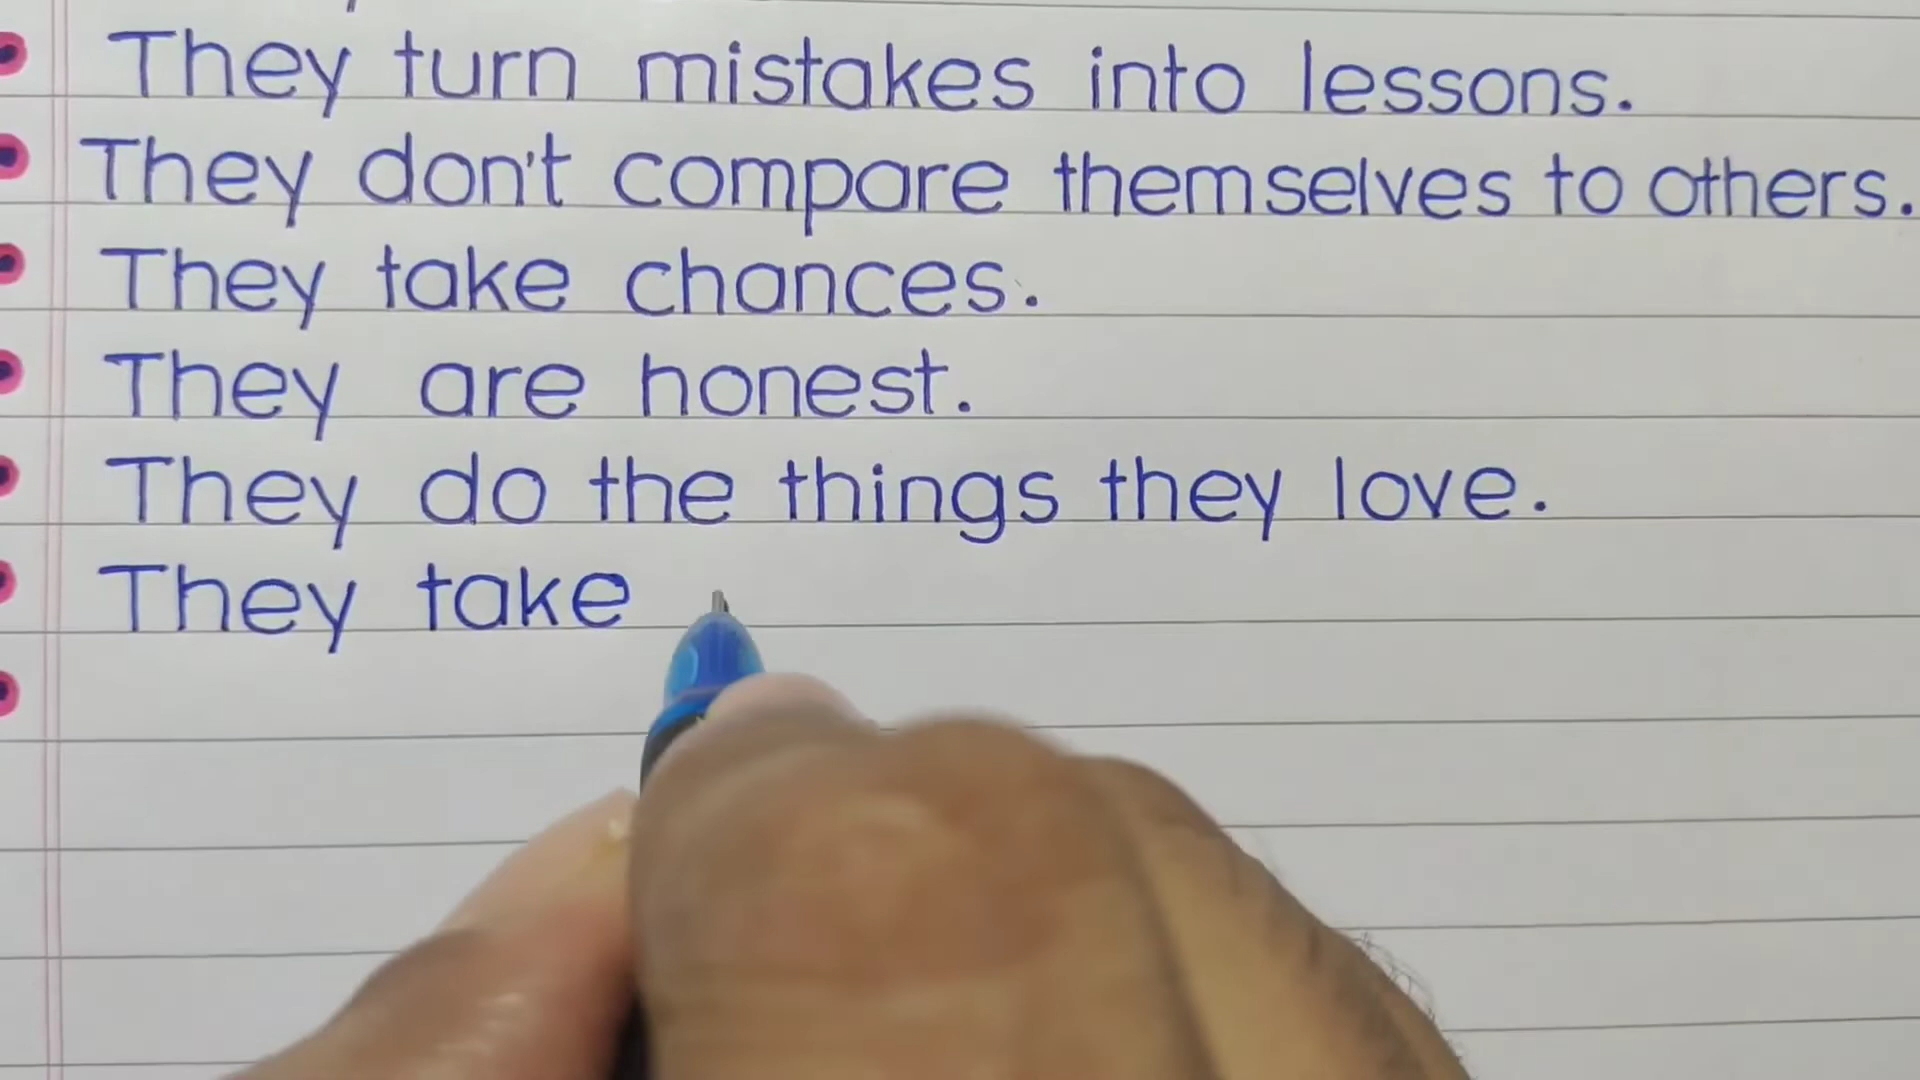 They turn mistakes into lessons.
They don't compare themselves to others.
They take chances.
They are honest.
They do the things they love.
They take